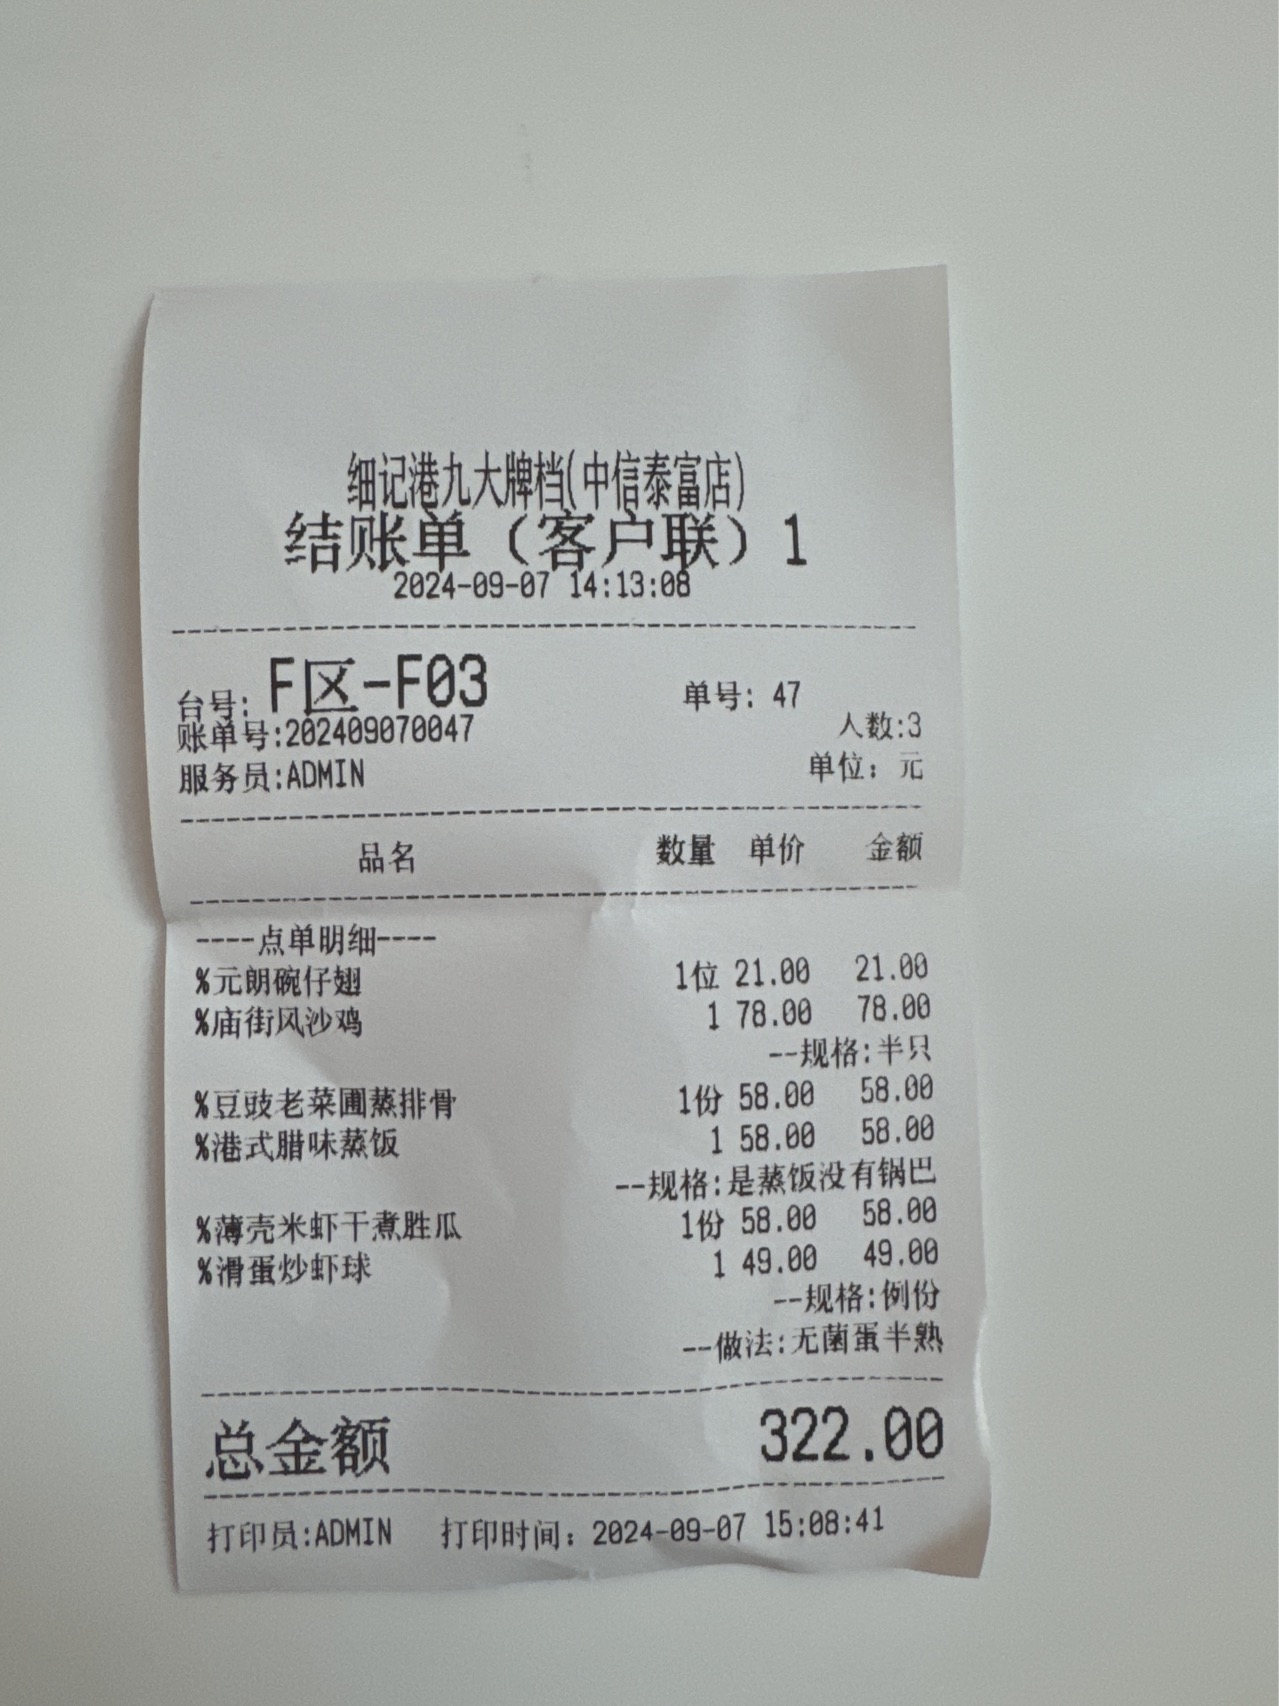 细记港九大牌档(中信泰富店)
结账单（客户联）1
2024-09-07 14:13:08
台号: F区-F03 单号: 47
账单号:202409070047 人数:3
服务员:ADMIN 单位: 元
品名 数量 单价 金额
----点单明细----
%元朗碗仔翅 1位 21.00 21.00
%庙街风沙鸡 1 78.00 78.00
--规格:半只
%豆豉老菜圃蒸排骨 1份 58.00 58.00
%港式腊味蒸饭 1 58.00 58.00
--规格:是蒸饭没有锅巴
%薄壳米虾干煮胜瓜 1份 58.00 58.00
%滑蛋炒虾球 1 49.00 49.00
--规格:例份
--做法:无菌蛋半熟
总金额 322.00
打印员:ADMIN 打印时间: 2024-09-07 15:08:41